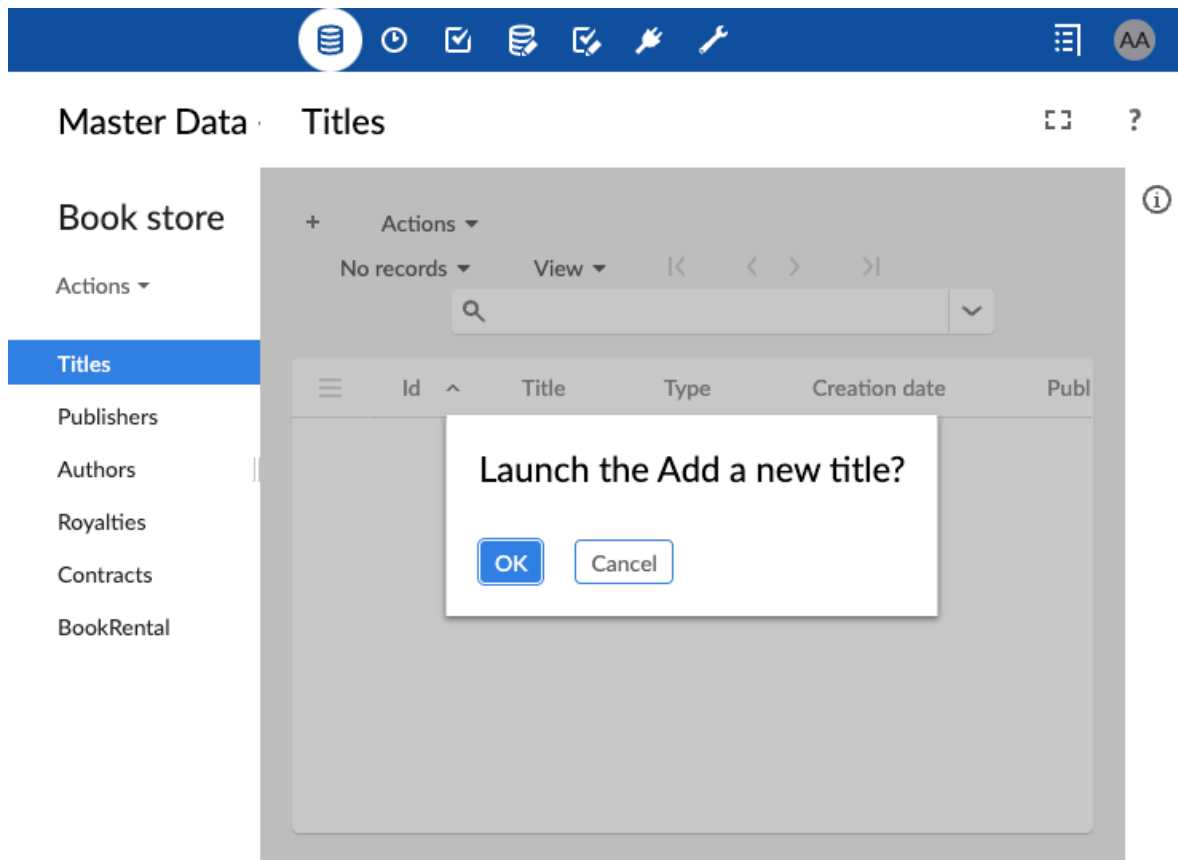 AA
Master Data
Titles
?
Book store
Actions
Titles
Publishers
Authors
Royalties
Contracts
BookRental
+ Actions
No records View
Id Title Type Creation date Publ
Launch the Add a new title?
OK Cancel